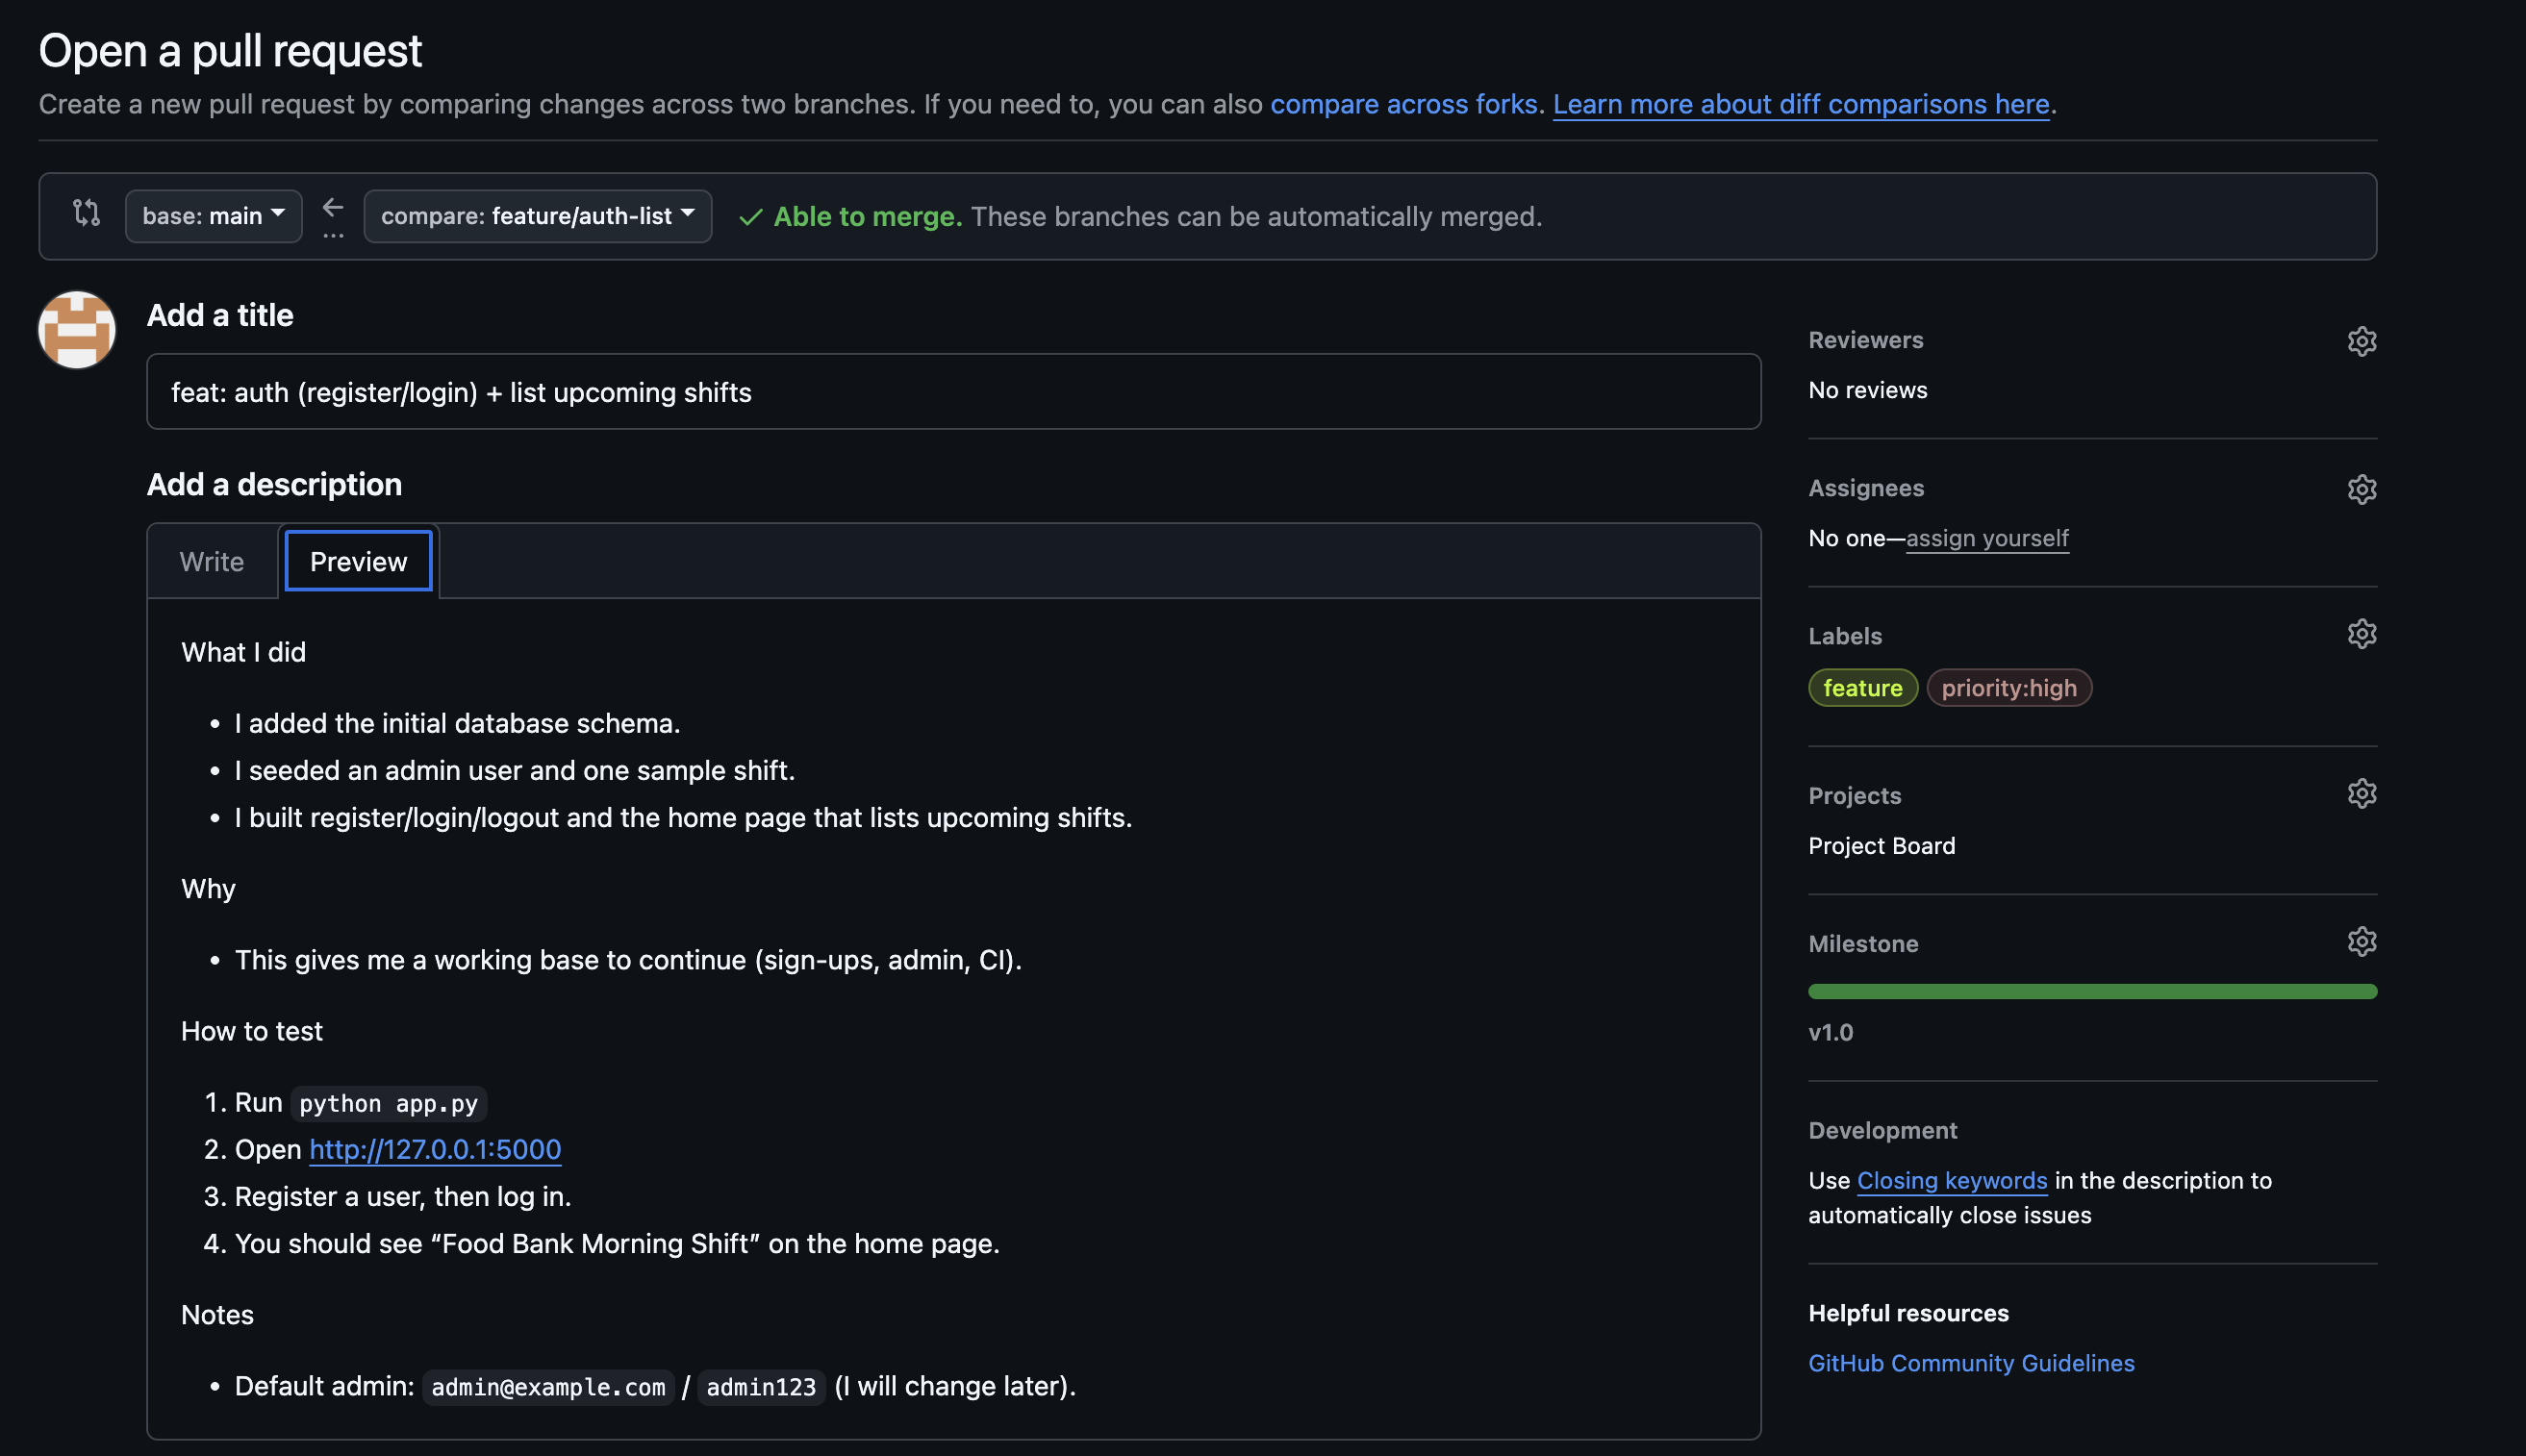 Open a pull request
Create a new pull request by comparing changes across two branches. If you need to, you can also compare across forks. Learn more about diff comparisons here.
base: main
...
compare: feature/auth-list
Able to merge. These branches can be automatically merged.
Add a title
feat: auth (register/login) + list upcoming shifts
Add a description
Write
Preview
What I did
• I added the initial database schema.
• I seeded an admin user and one sample shift.
• I built register/login/logout and the home page that lists upcoming shifts.
Why
• This gives me a working base to continue (sign-ups, admin, CI).
How to test
1. Run python app.py
2. Open http://127.0.0.1:5000
3. Register a user, then log in.
4. You should see “Food Bank Morning Shift” on the home page.
Notes
• Default admin: admin@example.com / admin123 (I will change later).
Reviewers
No reviews
Assignees
No one—assign yourself
Labels
feature priority:high
Projects
Project Board
Milestone
v1.0
Development
Use Closing keywords in the description to
automatically close issues
Helpful resources
GitHub Community Guidelines